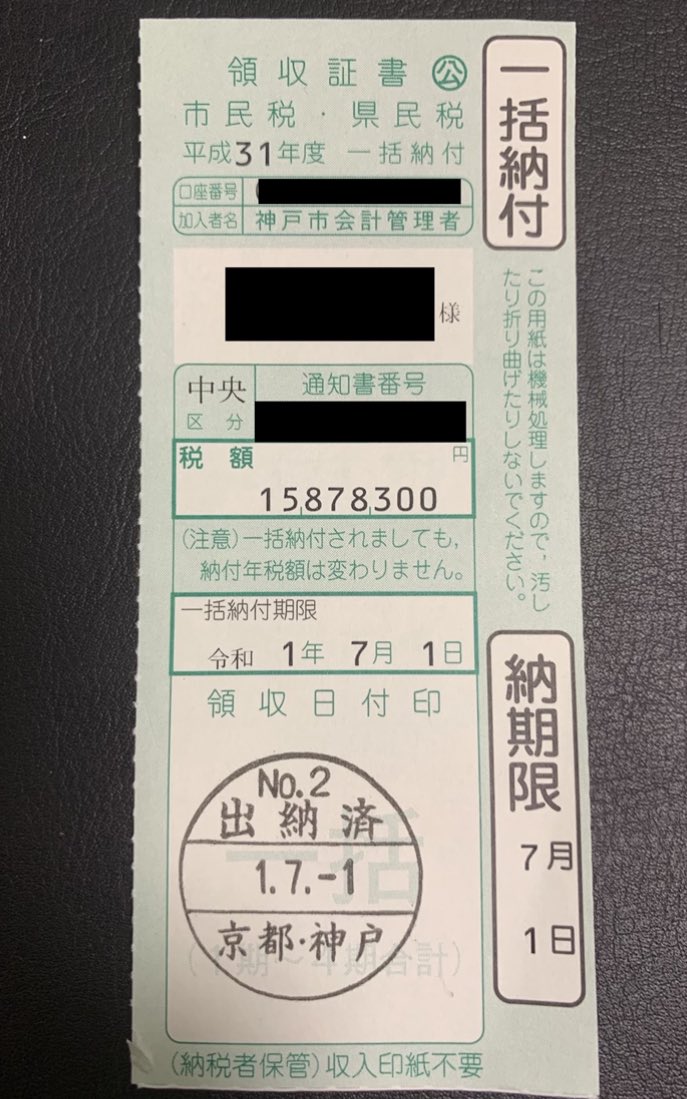 領収証書 ㊸
市民税・県民税
平成31年度 一括納付
口座番号
加入者名 神戸市会計管理者
様
中央 通知書番号
区分
税額 円
15878300
(注意)一括納付されましても,
納付年税額は変わりません。
一括納付期限
令和 1年 7月 1日
領収日付印
一括
No.2
出納済
1.7.-1
京都・神戸
(納税者保管)収入印紙不要
一括納付
この用紙は機械処理しますので,汚し
たり折り曲げたりしないでください。
納期限
7月
1日